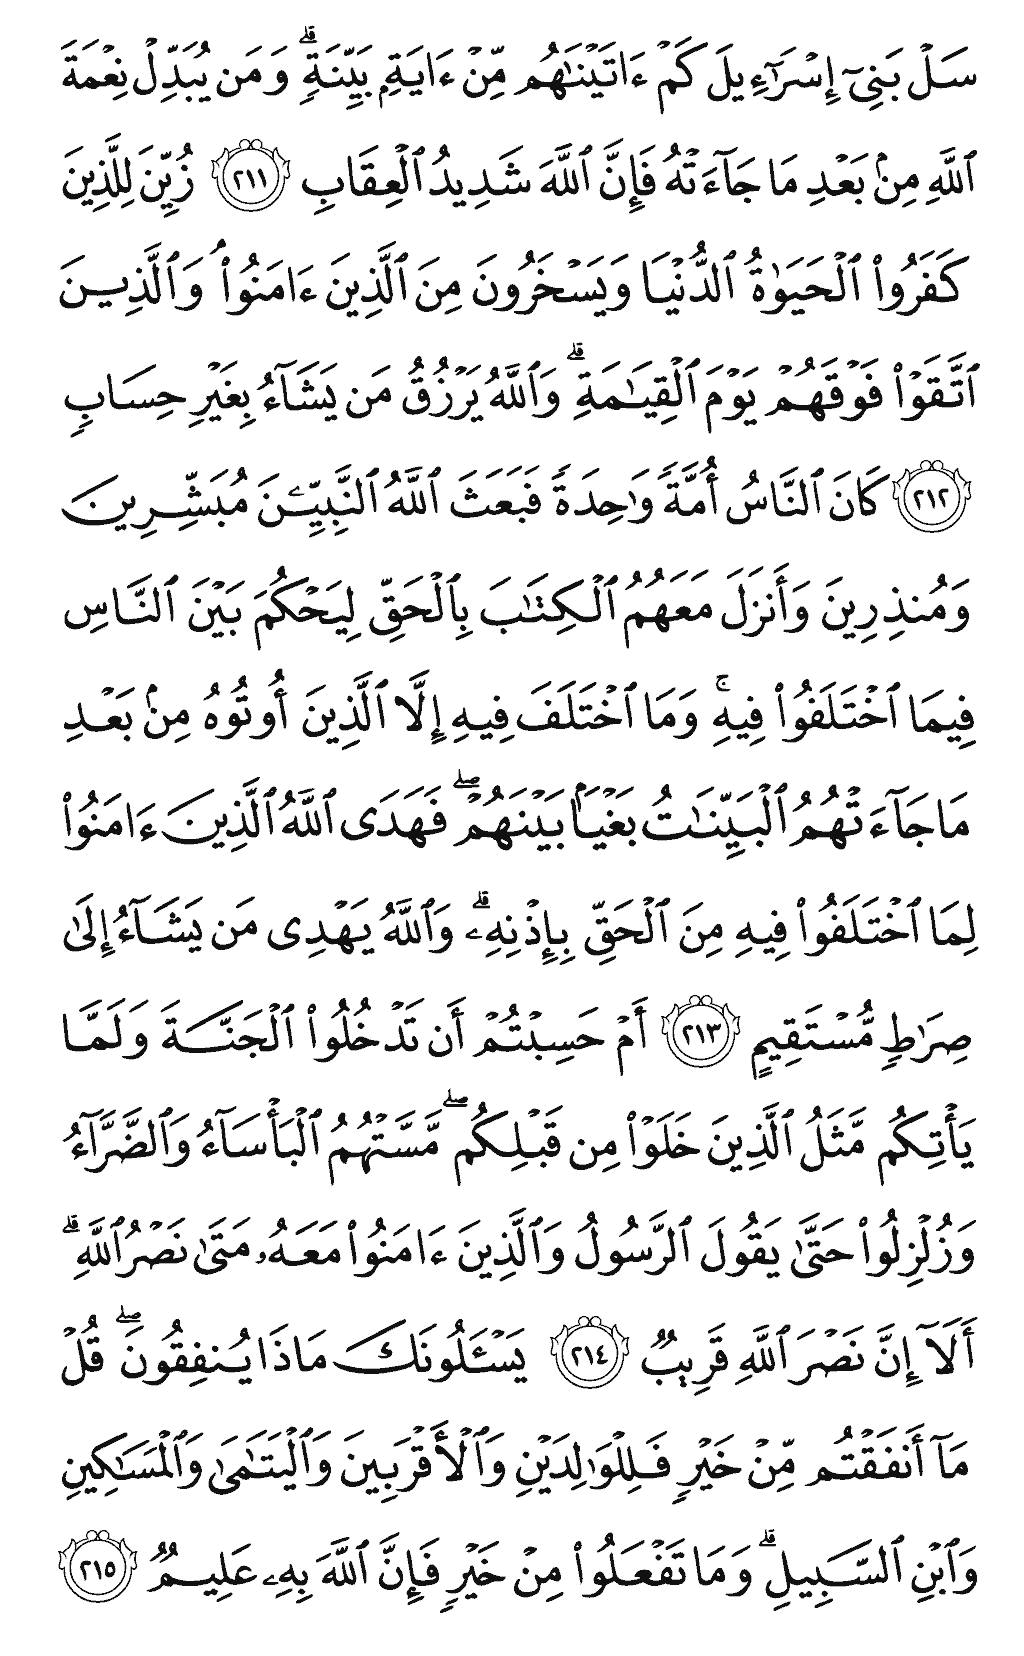 سَلْ بَنِىٓ إِسْرَٰٓءِيلَ كَمْ ءَاتَيْنَٰهُم مِّنْ ءَايَةٍۭ بَيِّنَةٍۗ وَمَن يُبَدِّلْ نِعْمَةَ
ٱللَّهِ مِنۢ بَعْدِ مَا جَآءَتْهُ فَإِنَّ ٱللَّهَ شَدِيدُ ٱلْعِقَابِ ٢١١ زُيِّنَ لِلَّذِينَ
كَفَرُوا۟ ٱلْحَيَوٰةُ ٱلدُّنْيَا وَيَسْخَرُونَ مِنَ ٱلَّذِينَ ءَامَنُوا۟ۘ وَٱلَّذِينَ
ٱتَّقَوْا۟ فَوْقَهُمْ يَوْمَ ٱلْقِيَٰمَةِۗ وَٱللَّهُ يَرْزُقُ مَن يَشَآءُ بِغَيْرِ حِسَابٍ
٢١٢ كَانَ ٱلنَّاسُ أُمَّةً وَٰحِدَةً فَبَعَثَ ٱللَّهُ ٱلنَّبِيِّۦنَ مُبَشِّرِينَ
وَمُنذِرِينَ وَأَنزَلَ مَعَهُمُ ٱلْكِتَٰبَ بِٱلْحَقِّ لِيَحْكُمَ بَيْنَ ٱلنَّاسِ
فِيمَا ٱخْتَلَفُوا۟ فِيهِۚ وَمَا ٱخْتَلَفَ فِيهِ إِلَّا ٱلَّذِينَ أُوتُوهُ مِنۢ بَعْدِ
مَا جَآءَتْهُمُ ٱلْبَيِّنَٰتُ بَغْيًۢا بَيْنَهُمْۖ فَهَدَى ٱللَّهُ ٱلَّذِينَ ءَامَنُوا۟
لِمَا ٱخْتَلَفُوا۟ فِيهِ مِنَ ٱلْحَقِّ بِإِذْنِهِۦۗ وَٱللَّهُ يَهْدِى مَن يَشَآءُ إِلَىٰ
صِرَٰطٍ مُّسْتَقِيمٍ ٢١٣ أَمْ حَسِبْتُمْ أَن تَدْخُلُوا۟ ٱلْجَنَّةَ وَلَمَّا
يَأْتِكُم مَّثَلُ ٱلَّذِينَ خَلَوْا۟ مِن قَبْلِكُمۖ مَّسَّتْهُمُ ٱلْبَأْسَآءُ وَٱلضَّرَّآءُ
وَزُلْزِلُوا۟ حَتَّىٰ يَقُولَ ٱلرَّسُولُ وَٱلَّذِينَ ءَامَنُوا۟ مَعَهُۥ مَتَىٰ نَصْرُ ٱللَّهِۗ
أَلَآ إِنَّ نَصْرَ ٱللَّهِ قَرِيبٌ ٢١٤ يَسْـَٔلُونَكَ مَاذَا يُنفِقُونَۖ قُلْ
مَآ أَنفَقْتُم مِّنْ خَيْرٍ فَلِلْوَٰلِدَيْنِ وَٱلْأَقْرَبِينَ وَٱلْيَتَٰمَىٰ وَٱلْمَسَٰكِينِ
وَٱبْنِ ٱلسَّبِيلِۗ وَمَا تَفْعَلُوا۟ مِنْ خَيْرٍ فَإِنَّ ٱللَّهَ بِهِۦ عَلِيمٌ ٢١٥